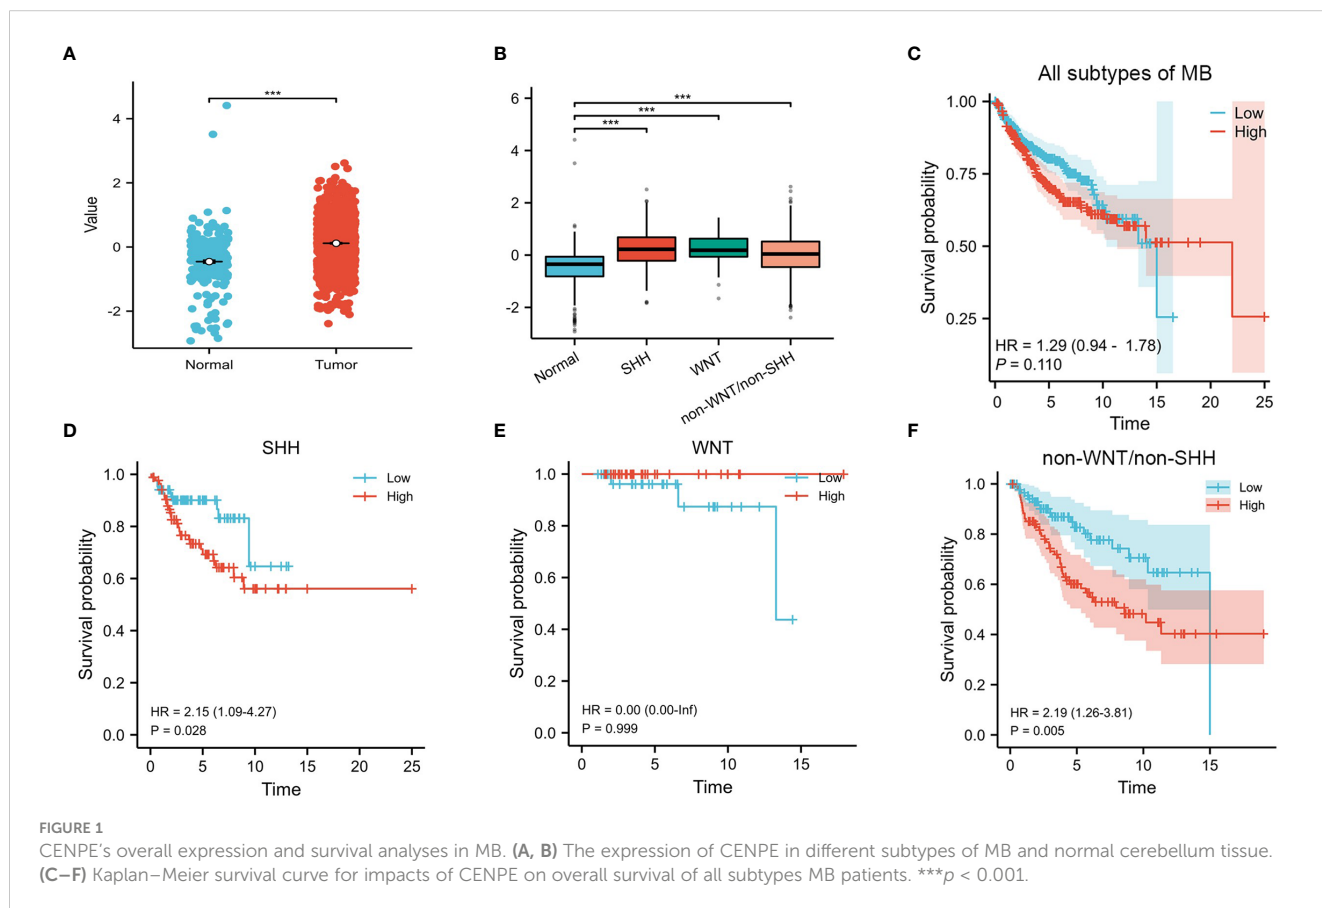 A
***
4
2
0
-2
Value
Normal
Tumor
B
6
4
2
0
-2
***
***
***
Normal
SHH
WNT
non-WNT/non-SHH
C
All subtypes of MB
1.00
0.75
0.50
0.25
Survival probability
Low
High
HR = 1.29 (0.94 - 1.78)
P = 0.110
0 5 10 15 20 25
Time
D
SHH
1.0
0.8
0.6
0.4
0.2
0.0
Survival probability
Low
High
HR = 2.15 (1.09-4.27)
P = 0.028
0 5 10 15 20 25
Time
E
WNT
1.0
0.8
0.6
0.4
0.2
0.0
Survival probability
Low
High
HR = 0.00 (0.00-Inf)
P = 0.999
0 5 10 15
Time
F
non-WNT/non-SHH
1.0
0.8
0.6
0.4
0.2
0.0
Survival probability
Low
High
HR = 2.19 (1.26-3.81)
P = 0.005
0 5 10 15
Time
FIGURE 1
CENPE's overall expression and survival analyses in MB. (A, B) The expression of CENPE in different subtypes of MB and normal cerebellum tissue.
(C–F) Kaplan–Meier survival curve for impacts of CENPE on overall survival of all subtypes MB patients. ***p < 0.001.